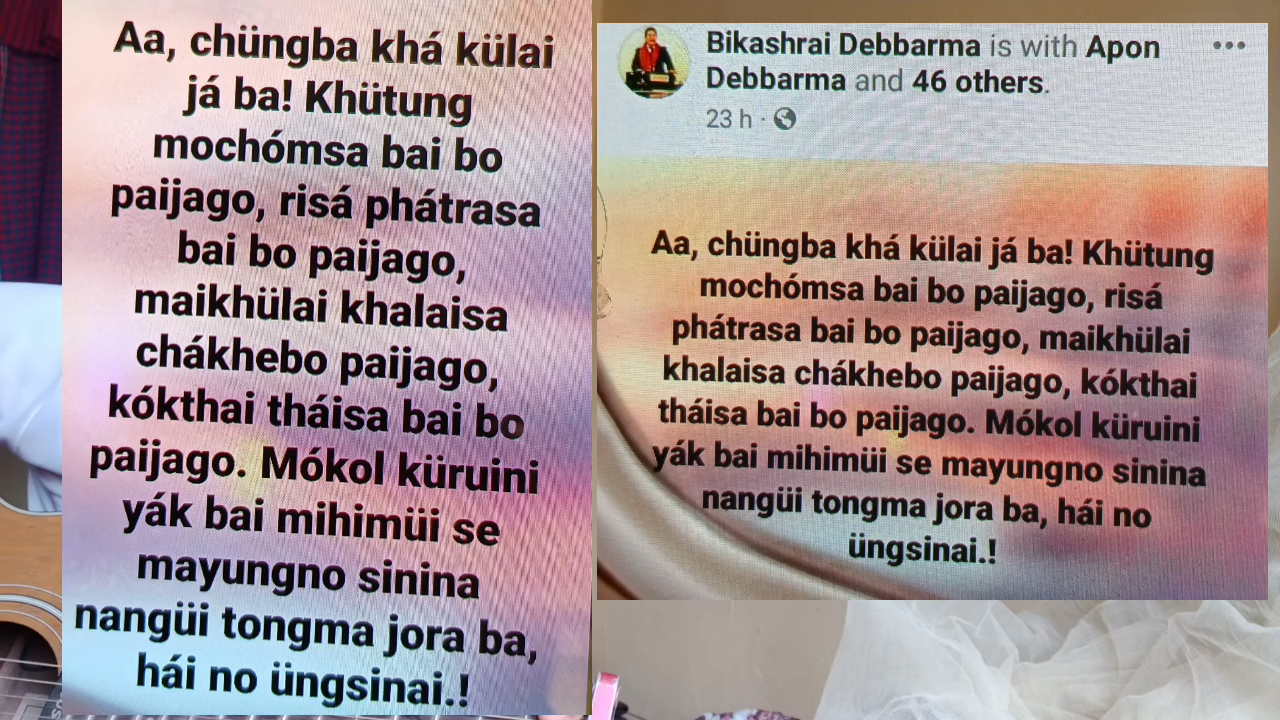 Aa, chüngba khá külai
já ba! Khütung
mochómsa bai bo
paijago, risá phátrasa
bai bo paijago,
maikhülai khalaisa
chákhebo paijago,
kókthai tháisa bai bo
paijago. Mókol küruini
yák bai mihimüi se
mayungno sinina
nangüi tongma jora ba,
hái no üngsinai.!
Bikashrai Debbarma is with Apon
Debbarma and 46 others.
23 h ·
Aa, chüngba khá külai já ba! Khütung
mochómsa bai bo paijago, risá
phátrasa bai bo paijago, maikhülai
khalaisa chákhebo paijago, kókthai
tháisa bai bo paijago. Mókol küruini
yák bai mihimüi se mayungno sinina
nangüi tongma jora ba, hái no
üngsinai.!